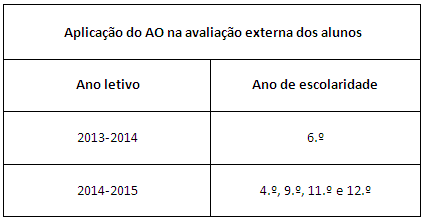 Aplicação do AO na avaliação externa dos alunos
Ano letivo Ano de escolaridade
2013-2014 6.º
2014-2015 4.º, 9.º, 11.º e 12.º